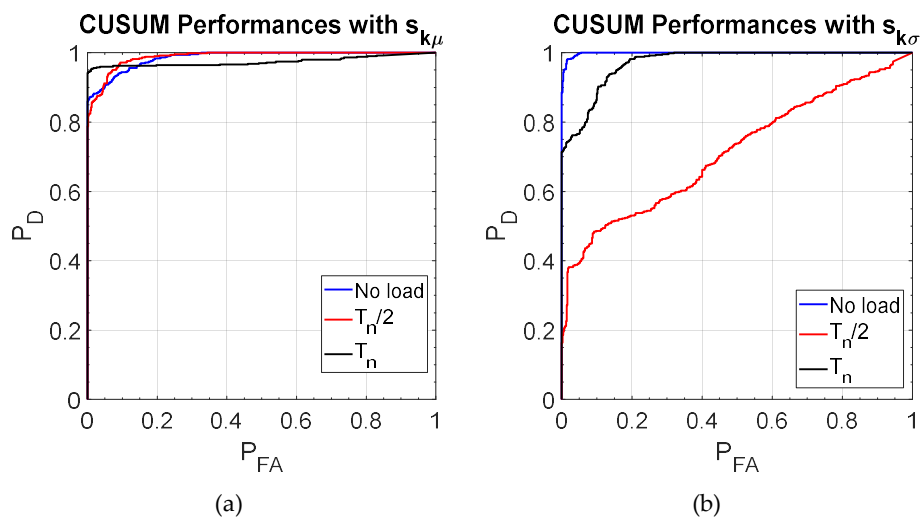 CUSUM Performances with s_kμ
1
0.8
0.6
0.4
0.2
0
P_D
0 0.2 0.4 0.6 0.8 1
P_FA
No load
T_n/2
T_n
(a)
CUSUM Performances with s_kσ
1
0.8
0.6
0.4
0.2
0
P_D
0 0.2 0.4 0.6 0.8 1
P_FA
No load
T_n/2
T_n
(b)